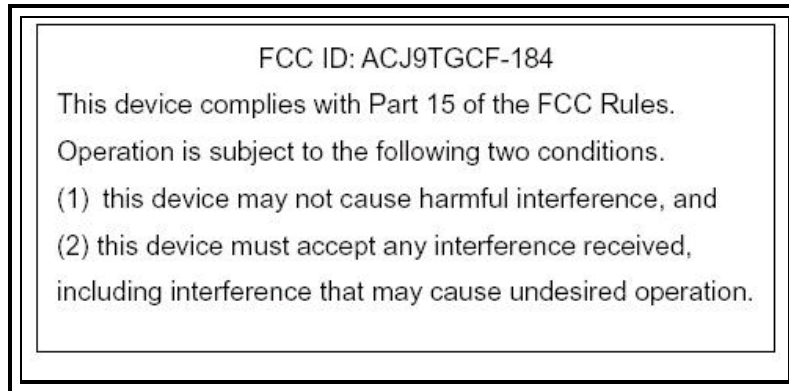 FCC ID: ACJ9TGCF-184
This device complies with Part 15 of the FCC Rules.
Operation is subject to the following two conditions.
(1) this device may not cause harmful interference, and
(2) this device must accept any interference received,
including interference that may cause undesired operation.